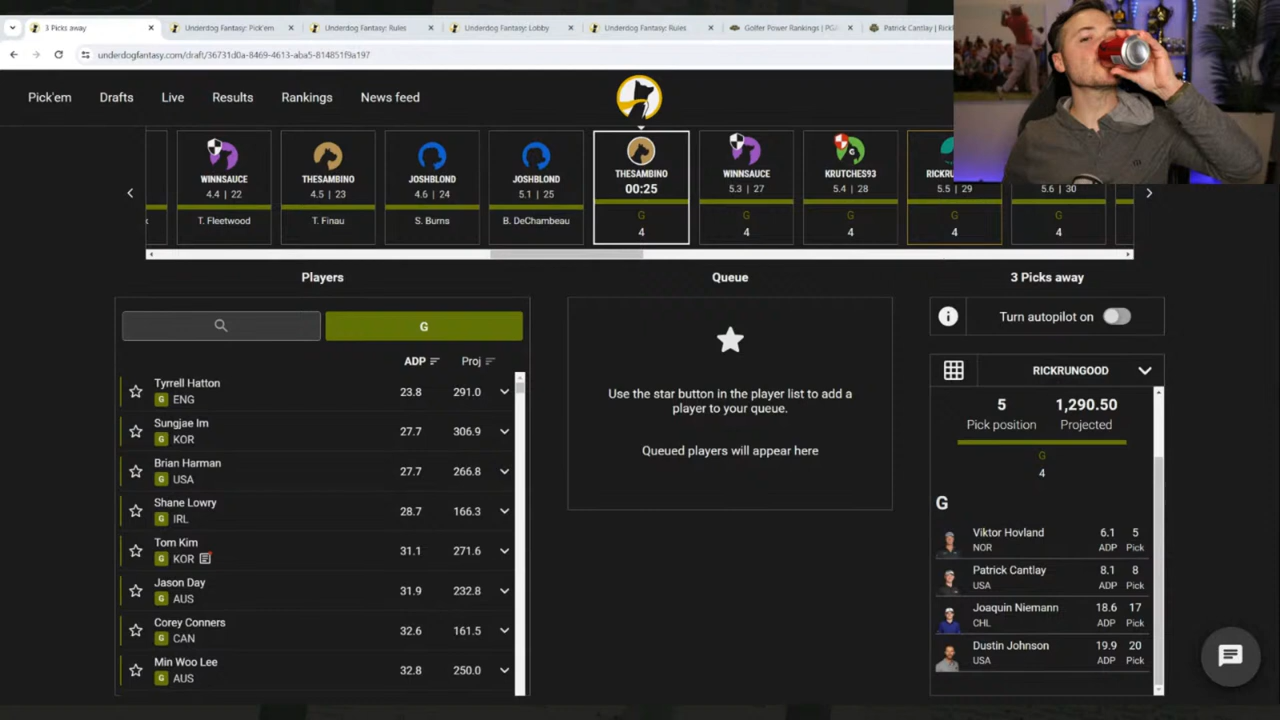 3 Picks away
Underdog Fantasy: Pick'em
Underdog Fantasy: Rules
Underdog Fantasy: Lobby
Underdog Fantasy: Rules
Golfer Power Rankings | PG
Patrick Cantlay | Rick
underdogfantasy.com/draft/36731d0a-8469-4613-aba5-814851f9a197
Pick'em Drafts Live Results Rankings News feed
WINNSAUCE
4.4 | 22
T. Fleetwood
THESAMBINO
4.5 | 23
T. Finau
JOSHBLOND
4.6 | 24
S. Burns
JOSHBLOND
5.1 | 25
B. DeChambeau
THESAMBINO
00:25
G
4
WINNSAUCE
5.3 | 27
G
4
KRUTCHES93
5.4 | 28
G
4
RICKRU
5.5 | 29
G
4
5.6 | 30
G
4
Players
G
ADP Proj
Tyrrell Hatton
G ENG
23.8 291.0
Sungjae Im
G KOR
27.7 306.9
Brian Harman
G USA
27.7 266.8
Shane Lowry
G IRL
28.7 166.3
Tom Kim
G KOR
31.1 271.6
Jason Day
G AUS
31.9 232.8
Corey Conners
G CAN
32.6 161.5
Min Woo Lee
G AUS
32.8 250.0
Queue
Use the star button in the player list to add a
player to your queue.
Queued players will appear here
3 Picks away
Turn autopilot on
RICKRUNGOOD
5 1,290.50
Pick position Projected
G
4
G
Viktor Hovland 6.1 5
NOR ADP Pick
Patrick Cantlay 8.1 8
USA ADP Pick
Joaquin Niemann 18.6 17
CHL ADP Pick
Dustin Johnson 19.9 20
USA ADP Pick